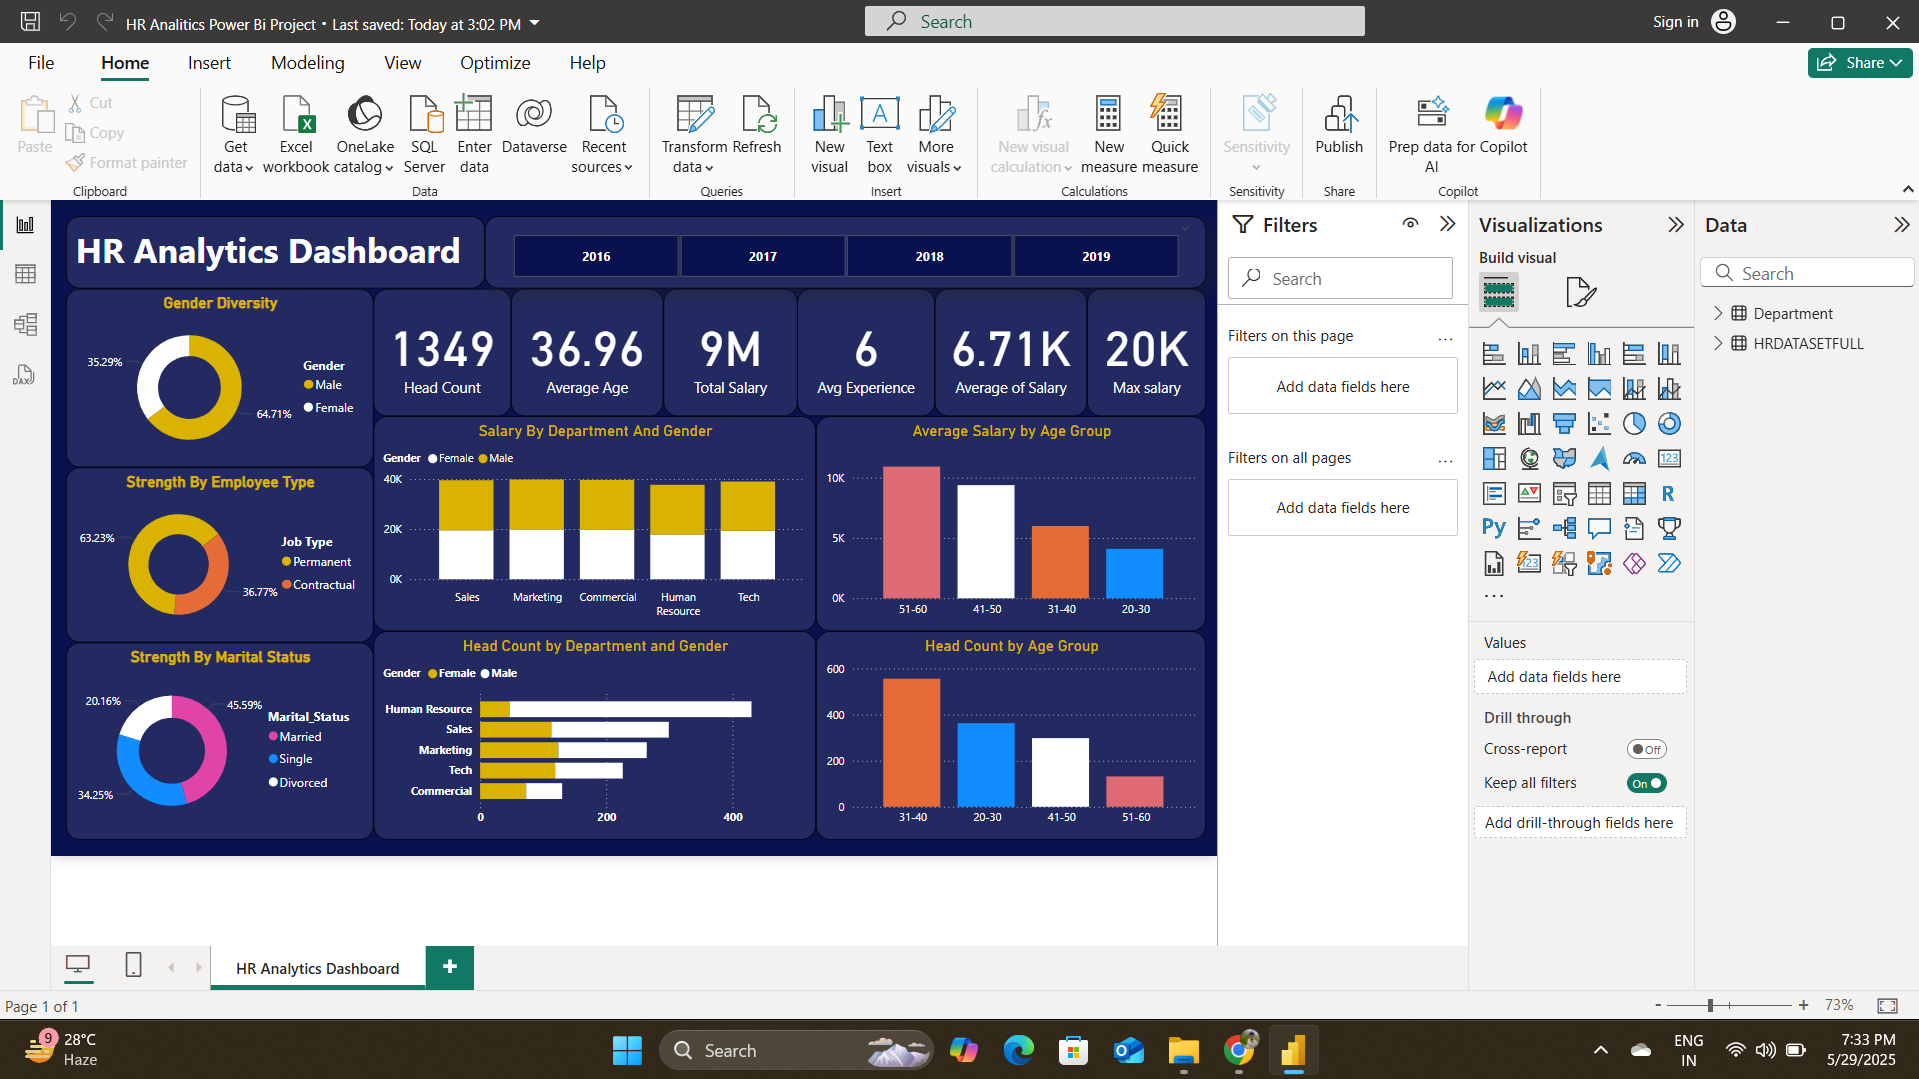 HR Analitics Power Bi Project • Last saved: Today at 3:02 PM
Search
Sign in
File
Home
Insert
Modeling
View
Optimize
Help
Share
Paste
Cut
Copy
Format painter
Clipboard
Get data
Excel workbook
OneLake catalog
SQL Server
Enter data
Dataverse
Recent sources
Data
Transform data
Refresh
Queries
New visual
Text box
More visuals
Insert
New visual calculation
New measure
Quick measure
Calculations
Sensitivity
Sensitivity
Publish
Share
Prep data for AI
Copilot
Copilot
HR Analytics Dashboard
2016
2017
2018
2019
Gender Diversity
35.29%
64.71%
Gender
Male
Female
1349
Head Count
36.96
Average Age
9M
Total Salary
6
Avg Experience
6.71K
Average of Salary
20K
Max salary
Strength By Employee Type
63.23%
36.77%
Job Type
Permanent
Contractual
Salary By Department And Gender
Gender Female Male
40K
20K
0K
Sales
Marketing
Commercial
Human Resource
Tech
Average Salary by Age Group
10K
5K
0K
51-60
41-50
31-40
20-30
Strength By Marital Status
20.16%
45.59%
34.25%
Marital_Status
Married
Single
Divorced
Head Count by Department and Gender
Gender Female Male
Human Resource
Sales
Marketing
Tech
Commercial
0
200
400
Head Count by Age Group
600
400
200
0
31-40
20-30
41-50
51-60
Filters
Search
Filters on this page
...
Add data fields here
Filters on all pages
...
Add data fields here
Visualizations
Build visual
123
R
Py
123
...
Values
Add data fields here
Drill through
Cross-report
Off
Keep all filters
On
Add drill-through fields here
Data
Search
Department
HRDATASETFULL
DAX
HR Analytics Dashboard
+
Page 1 of 1
- + 73%
9
28°C
Haze
Search
ENG
IN
7:33 PM
5/29/2025